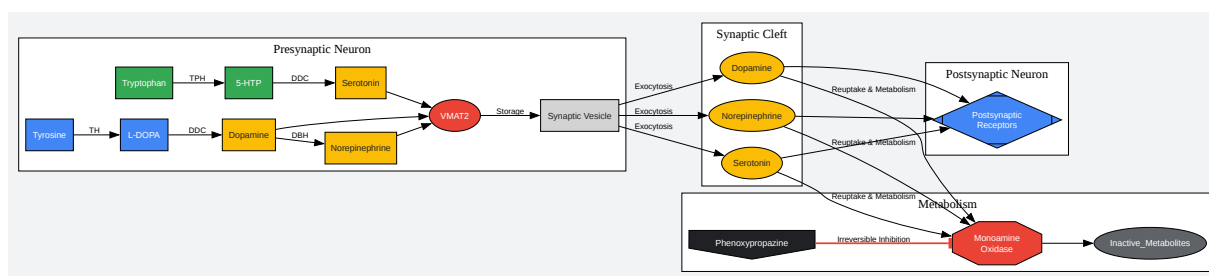 Presynaptic Neuron
Tryptophan
TPH
5-HTP
DDC
Serotonin
Tyrosine
TH
L-DOPA
DDC
Dopamine
DBH
Norepinephrine
VMAT2
Storage
Synaptic Vesicle
Exocytosis
Exocytosis
Exocytosis
Synaptic Cleft
Dopamine
Norepinephrine
Serotonin
Reuptake & Metabolism
Reuptake & Metabolism
Reuptake & Metabolism
Postsynaptic Neuron
Postsynaptic
Receptors
Metabolism
Phenoxypropazine
Irreversible Inhibition
Monoamine
Oxidase
Inactive_Metabolites